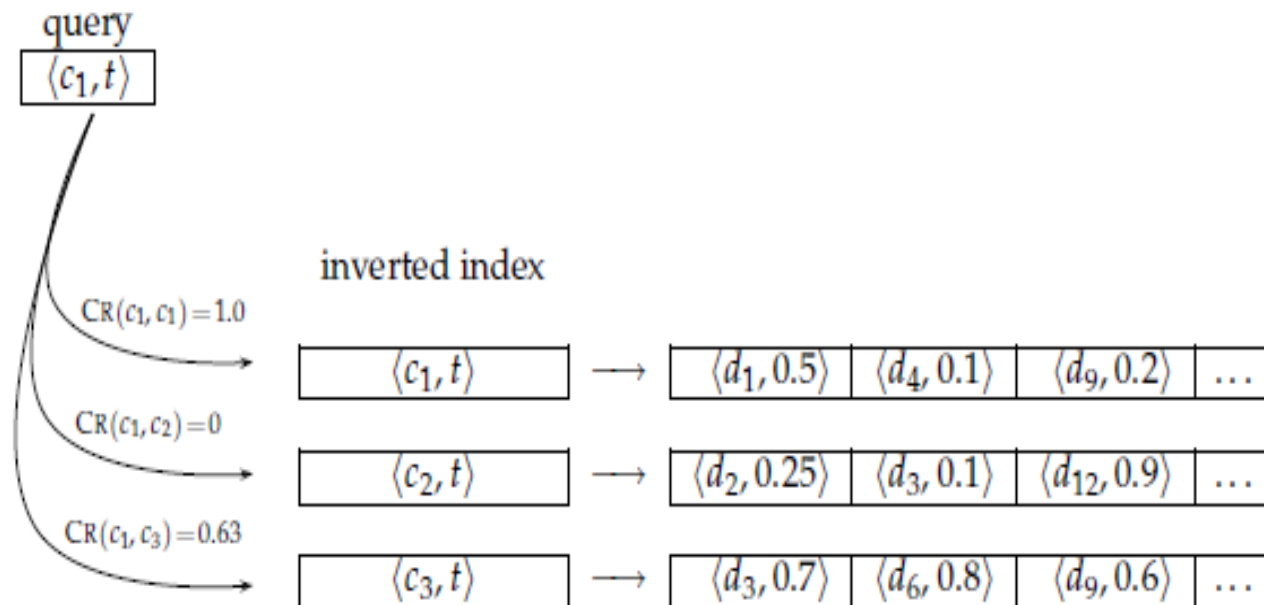 query
⟨c₁, t⟩
inverted index
CR(c₁, c₁) = 1.0
⟨c₁, t⟩ ⟶ ⟨d₁, 0.5⟩ ⟨d₄, 0.1⟩ ⟨d₉, 0.2⟩ …
CR(c₁, c₂) = 0
⟨c₂, t⟩ ⟶ ⟨d₂, 0.25⟩ ⟨d₃, 0.1⟩ ⟨d₁₂, 0.9⟩ …
CR(c₁, c₃) = 0.63
⟨c₃, t⟩ ⟶ ⟨d₃, 0.7⟩ ⟨d₆, 0.8⟩ ⟨d₉, 0.6⟩ …